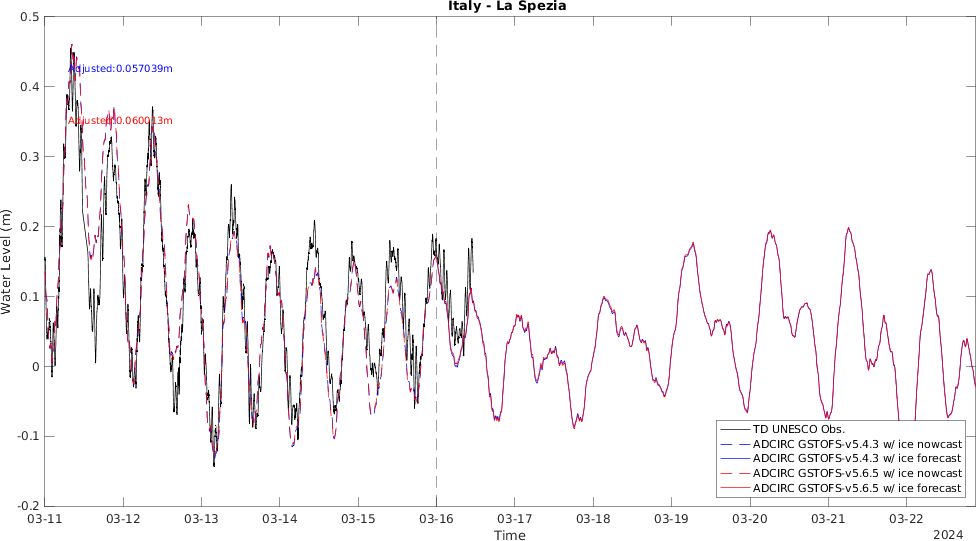 Italy - La Spezia
0.5
0.4
0.3
0.2
0.1
0
-0.1
-0.2
Water Level (m)
Adjusted:0.057039m
Adjusted:0.060013m
TD UNESCO Obs.
ADCIRC GSTOFS-v5.4.3 w/ ice nowcast
ADCIRC GSTOFS-v5.4.3 w/ ice forecast
ADCIRC GSTOFS-v5.6.5 w/ ice nowcast
ADCIRC GSTOFS-v5.6.5 w/ ice forecast
03-11 03-12 03-13 03-14 03-15 03-16 03-17 03-18 03-19 03-20 03-21 03-22
Time
2024